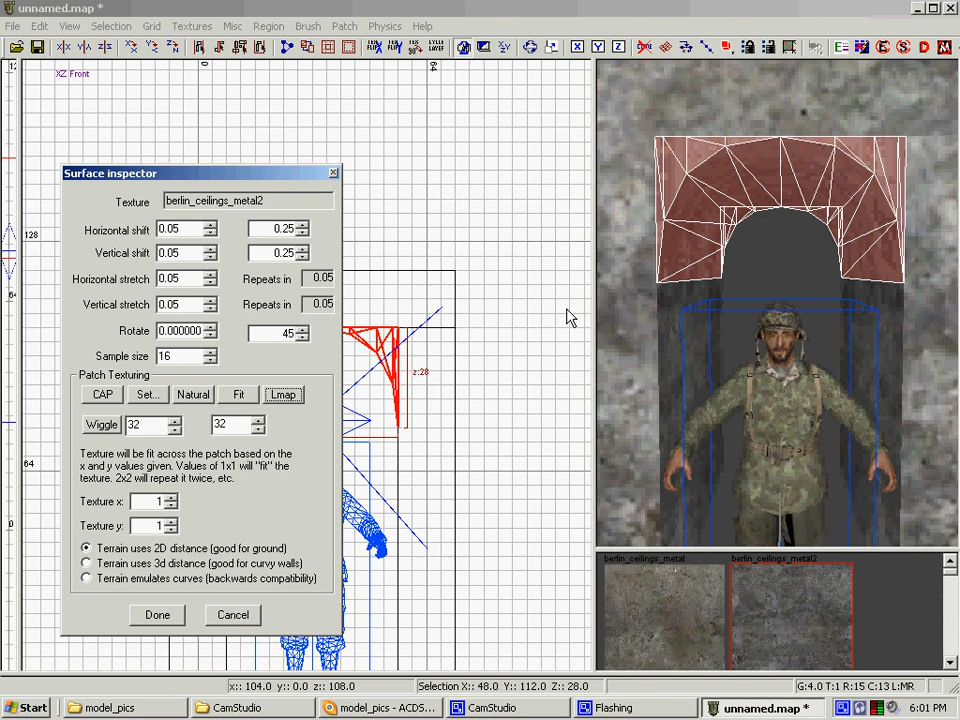 unnamed.map *
File Edit View Selection Grid Textures Misc Region Brush Patch Physics Help
XZ Front
0
64
128
64
0
z:28
Surface inspector
Texture berlin_ceilings_metal2
Horizontal shift 0.05 0.25
Vertical shift 0.05 0.25
Horizontal stretch 0.05 Repeats in 0.05
Vertical stretch 0.05 Repeats in 0.05
Rotate 0.000000 45
Sample size 16
Patch Texturing
CAP Set... Natural Fit Lmap
Wiggle 32 32
Texture will be fit across the patch based on the
x and y values given. Values of 1x1 will "fit" the
texture. 2x2 will repeat it twice, etc.
Texture x: 1
Texture y: 1
Terrain uses 2D distance (good for ground)
Terrain uses 3d distance (good for curvy walls)
Terrain emulates curves (backwards compatibility)
Done Cancel
berlin_ceilings_metal berlin_ceilings_metal2
x:: 104.0 y:: 0.0 z:: 108.0 Selection X:: 48.0 Y:: 112.0 Z:: 28.0 G:4.0 T:1 R:15 C:13 L:MR
Start model_pics CamStudio model_pics - ACDS... CamStudio Flashing unnamed.map * 6:01 PM